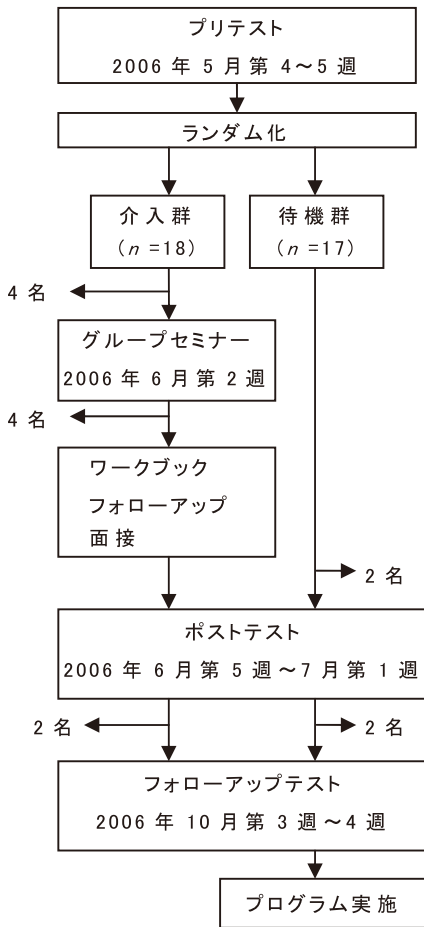 プリテスト
2006 年 5 月第 4～5 週
ランダム化
介入群
(n =18)
待機群
(n =17)
4 名
グループセミナー
2006 年 6 月第 2 週
4 名
ワークブック
フォローアップ
面接
2 名
ポストテスト
2006 年 6 月第 5 週～7 月第 1 週
2 名
2 名
フォローアップテスト
2006 年 10 月第 3 週～4 週
プログラム実施